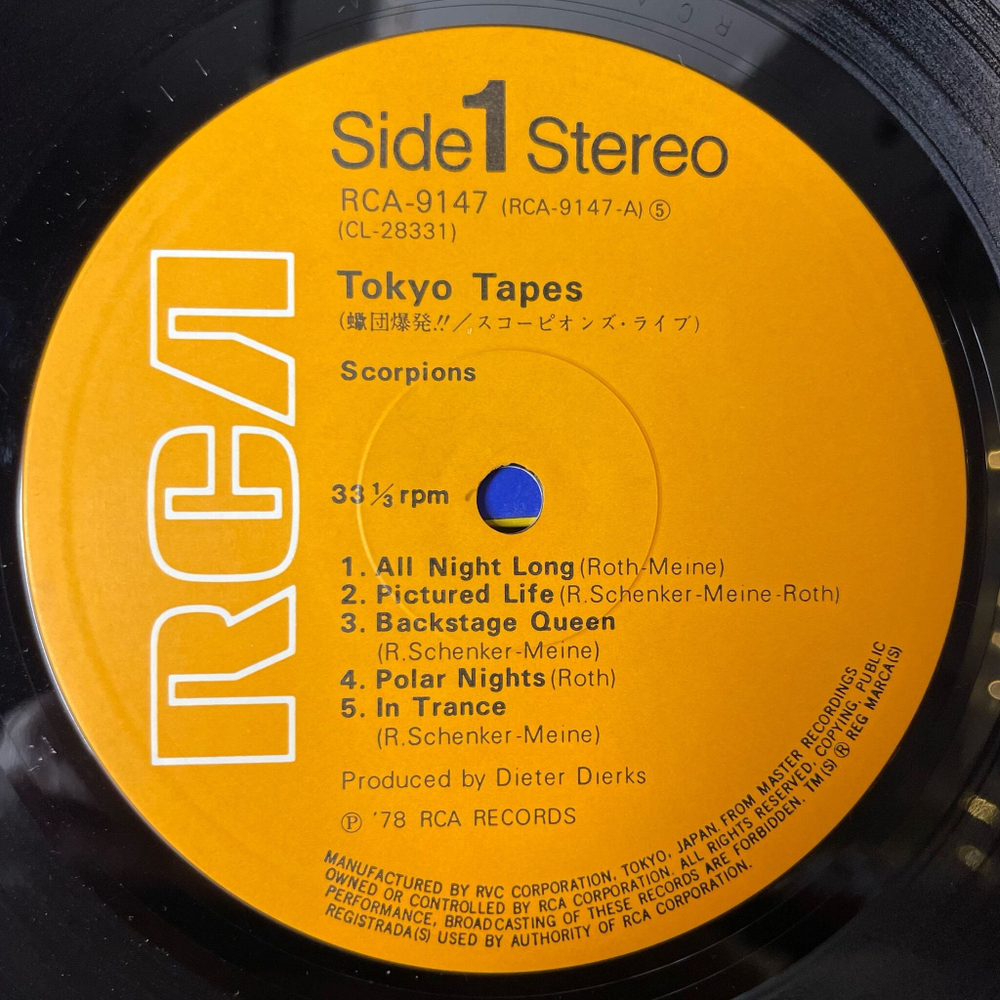 Side 1 Stereo
RCA-9147 (RCA-9147-A) ⑤
(CL-28331)
Tokyo Tapes
(蠍団爆発!!/スコーピオンズ・ライブ)
Scorpions
RCA
33 1/3 rpm
1. All Night Long (Roth-Meine)
2. Pictured Life (R.Schenker-Meine-Roth)
3. Backstage Queen
(R.Schenker-Meine)
4. Polar Nights (Roth)
5. In Trance
(R.Schenker-Meine)
Produced by Dieter Dierks
℗ '78 RCA RECORDS
MANUFACTURED BY RVC CORPORATION, TOKYO, JAPAN. FROM MASTER RECORDINGS
OWNED OR CONTROLLED BY RCA CORPORATION. ALL RIGHTS RESERVED. COPYING, PUBLIC
PERFORMANCE, BROADCASTING OF THESE RECORDS ARE FORBIDDEN. TM(S) ® REG MARCA(S)
REGISTRADA(S) USED BY AUTHORITY OF RCA CORPORATION.